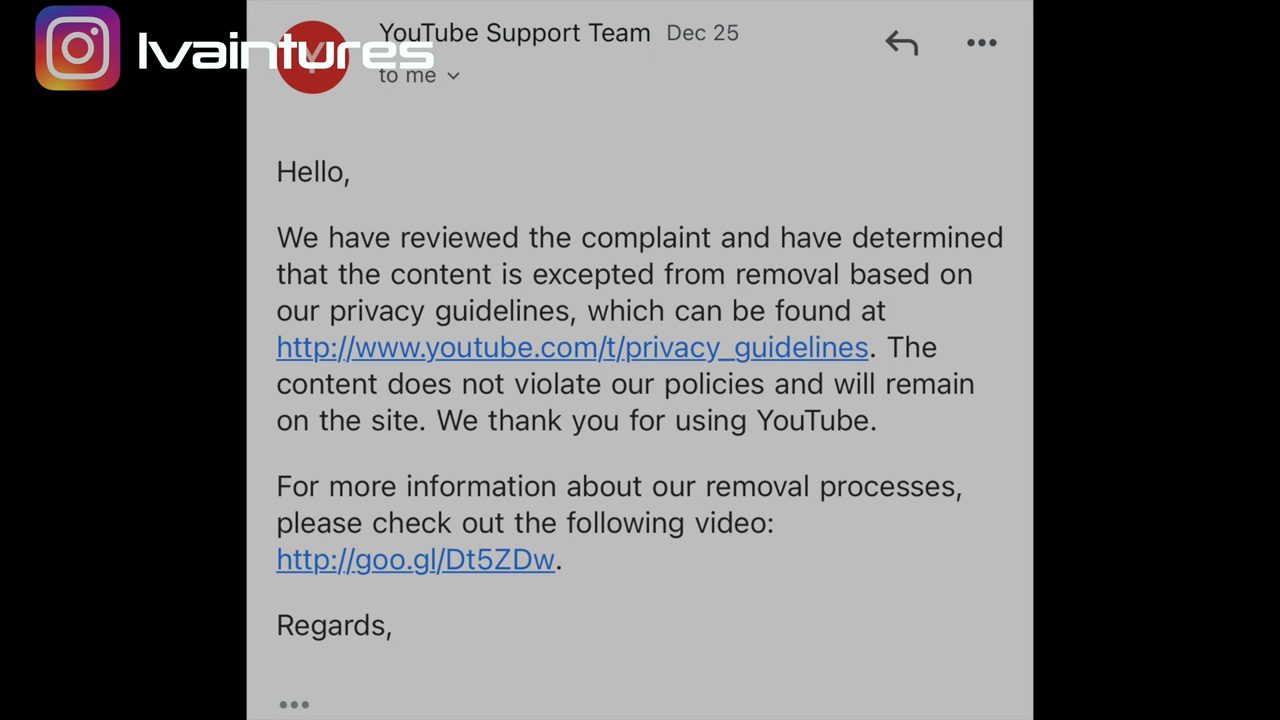 lvaintures
YouTube Support Team Dec 25
to me
Hello,
We have reviewed the complaint and have determined
that the content is excepted from removal based on
our privacy guidelines, which can be found at
http://www.youtube.com/t/privacy_guidelines. The
content does not violate our policies and will remain
on the site. We thank you for using YouTube.
For more information about our removal processes,
please check out the following video:
http://goo.gl/Dt5ZDw.
Regards,